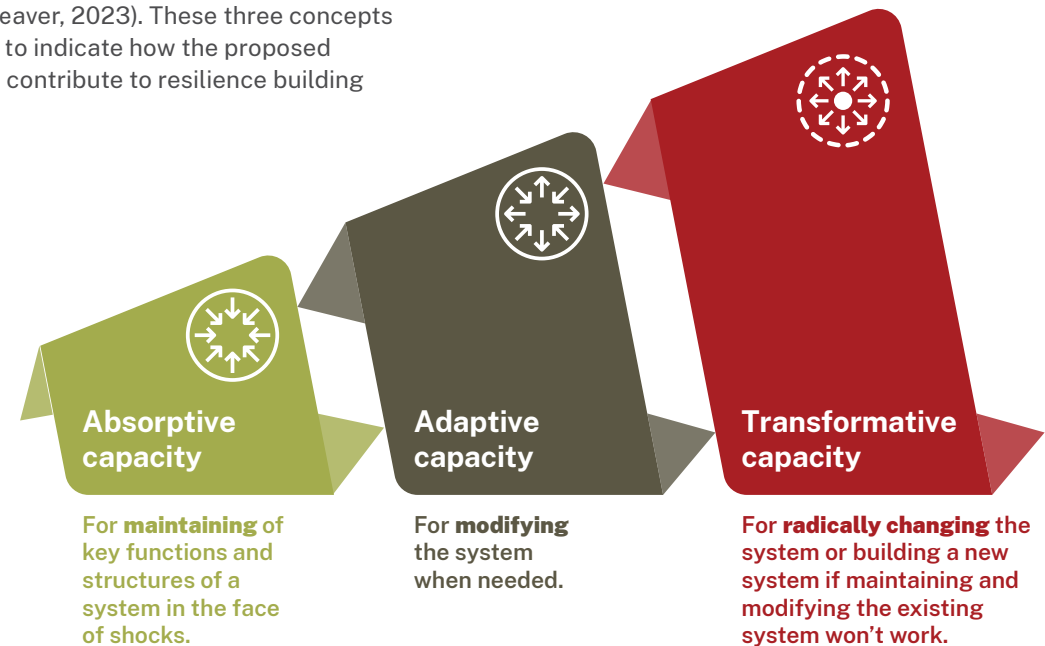 eaver, 2023). These three concepts
to indicate how the proposed
contribute to resilience building
Absorptive
capacity
For maintaining of
key functions and
structures of a
system in the face
of shocks.
Adaptive
capacity
For modifying
the system
when needed.
Transformative
capacity
For radically changing the
system or building a new
system if maintaining and
modifying the existing
system won’t work.